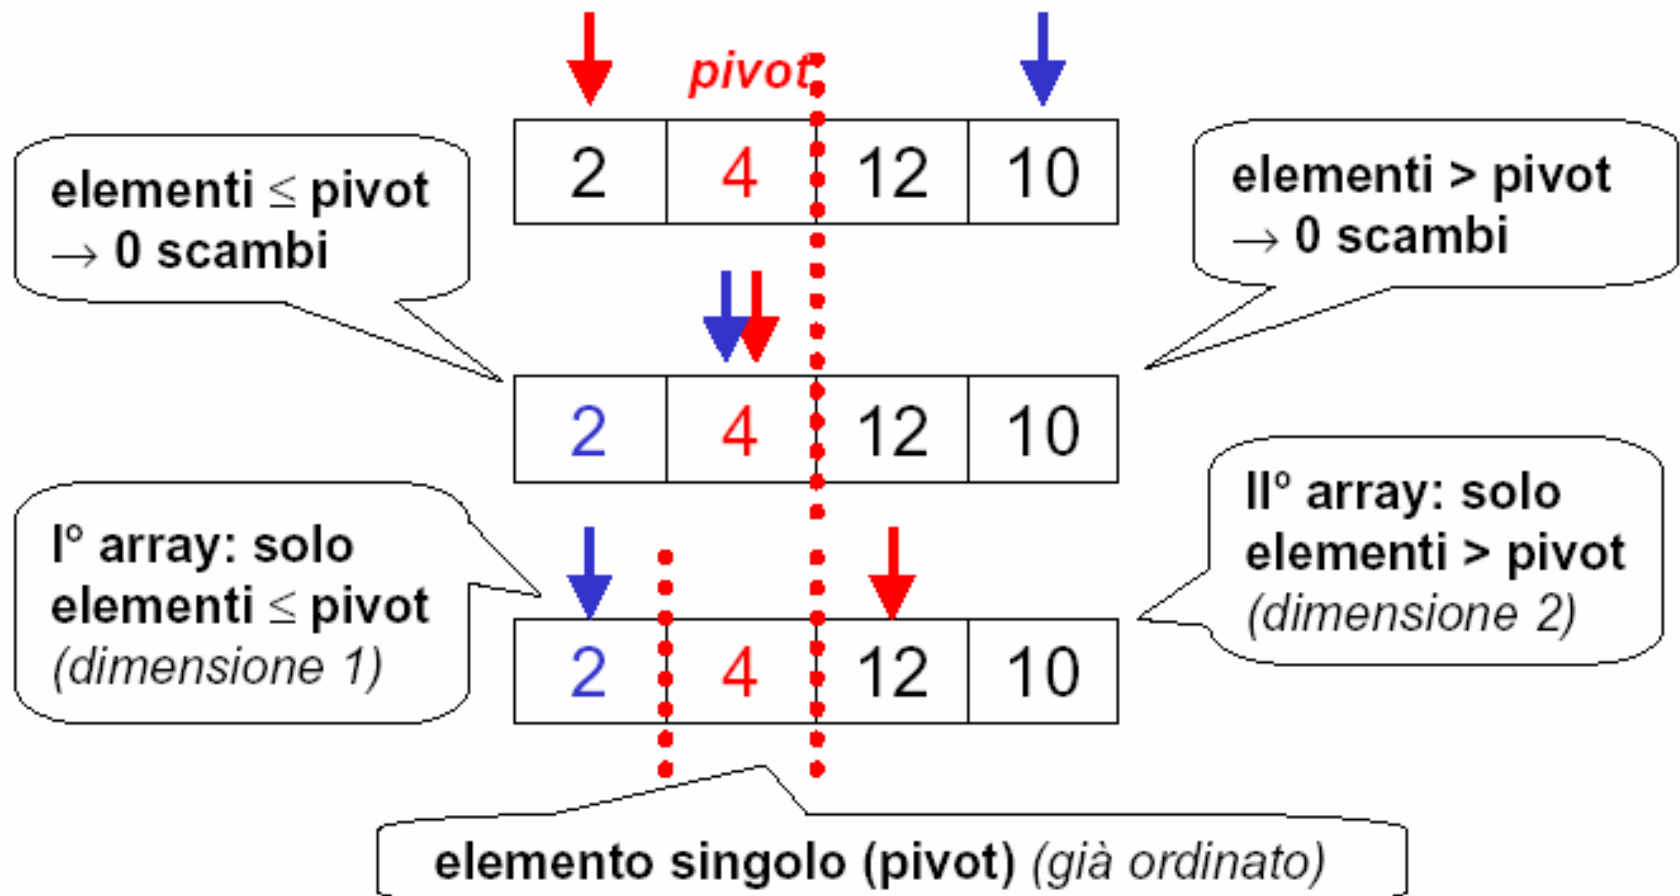 pivot
2 4 12 10
elementi ≤ pivot
→ 0 scambi
elementi > pivot
→ 0 scambi
2 4 12 10
I° array: solo
elementi ≤ pivot
(dimensione 1)
II° array: solo
elementi > pivot
(dimensione 2)
2 4 12 10
elemento singolo (pivot) (già ordinato)